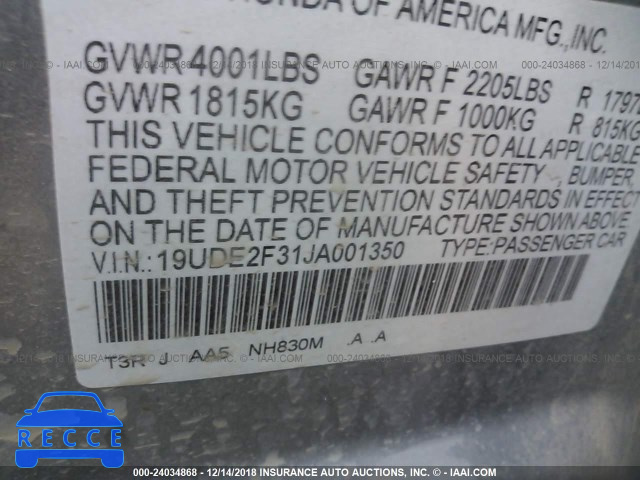 HONDA OF AMERICA MFG.,INC.
GVWR 4001LBS GAWR F 2205LBS R 1797
GVWR 1815KG GAWR F 1000KG R 815KG
THIS VEHICLE CONFORMS TO ALL APPLICABLE
FEDERAL MOTOR VEHICLE SAFETY , BUMPER,
AND THEFT PREVENTION STANDARDS IN EFFECT
ON THE DATE OF MANUFACTURE SHOWN ABOVE
V.I.N.: 19UDE2F31JA001350 TYPE:PASSENGER CAR
T3R J AA5 NH830M .A .A
RECCE
000-24034868 - 12/14/2018 INSURANCE AUTO AUCTIONS INC. - © - IAAI.COM